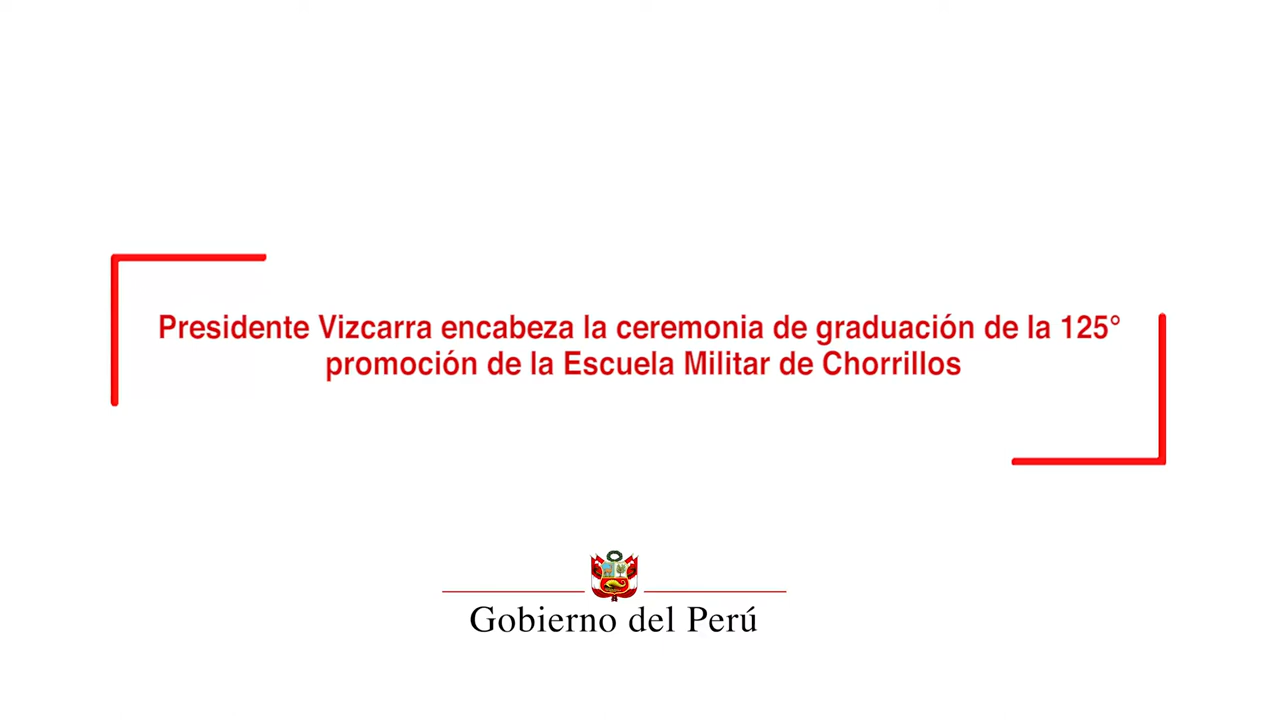 Presidente Vizcarra encabeza la ceremonia de graduación de la 125°
promoción de la Escuela Militar de Chorrillos
Gobierno del Perú